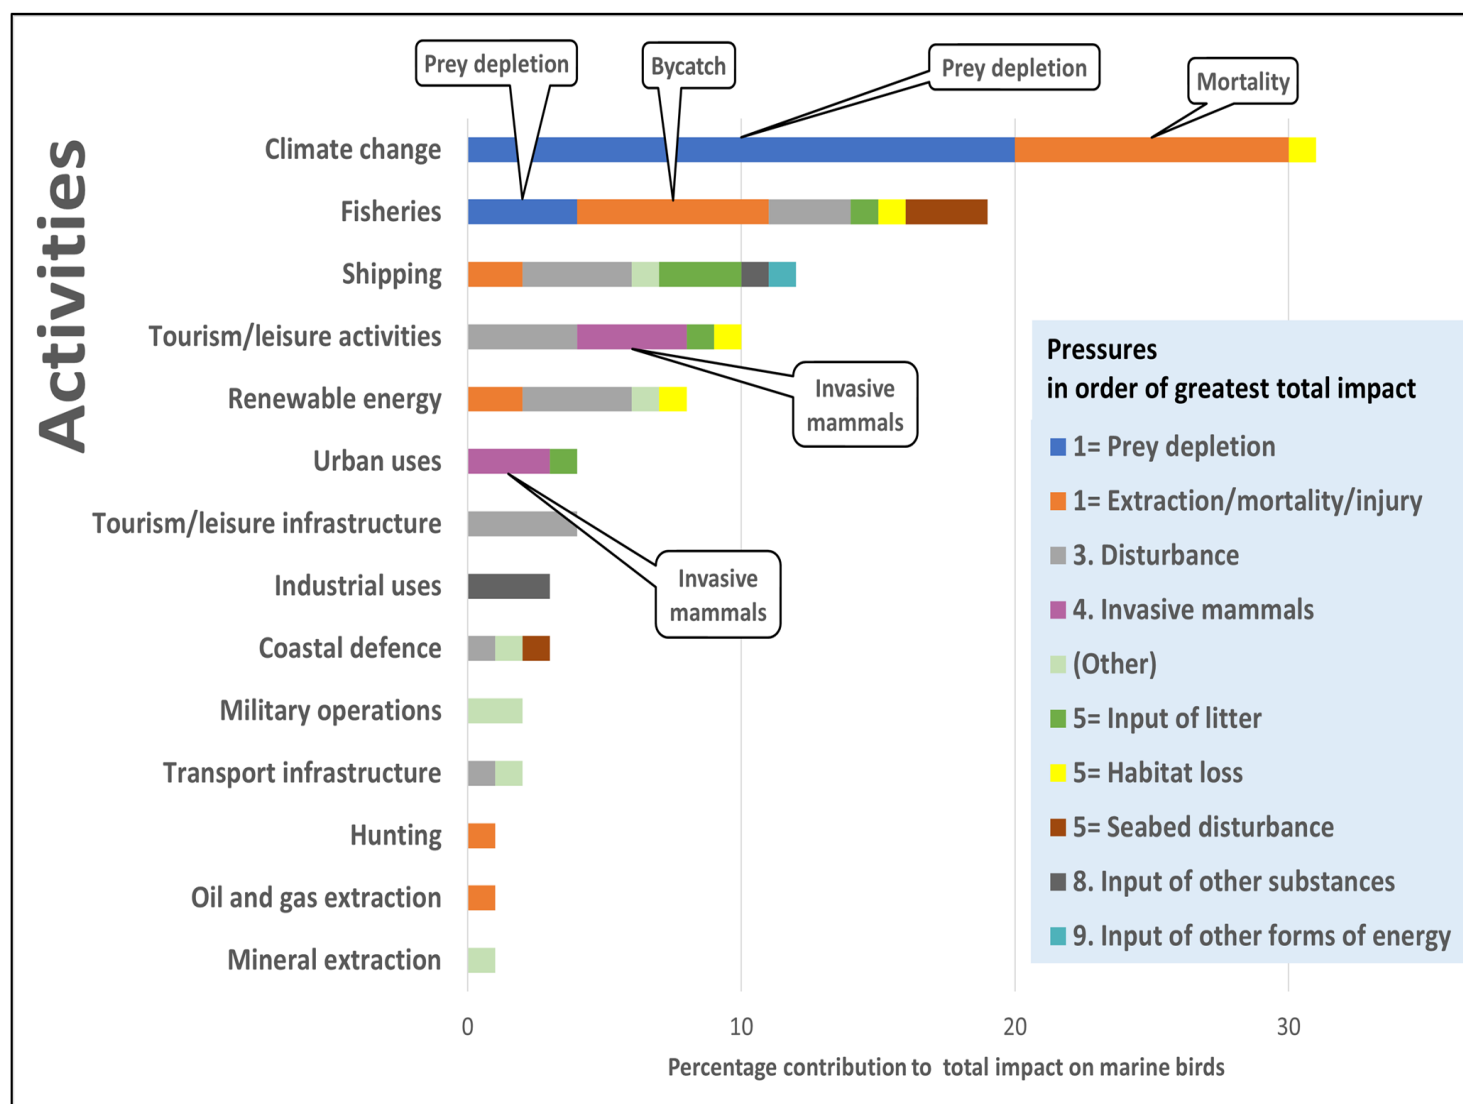 Prey depletion
Bycatch
Prey depletion
Mortality
Activities
Climate change
Fisheries
Shipping
Tourism/leisure activities
Renewable energy
Urban uses
Tourism/leisure infrastructure
Industrial uses
Coastal defence
Military operations
Transport infrastructure
Hunting
Oil and gas extraction
Mineral extraction
Invasive
mammals
Invasive
mammals
Pressures
in order of greatest total impact
1= Prey depletion
1= Extraction/mortality/injury
3. Disturbance
4. Invasive mammals
(Other)
5= Input of litter
5= Habitat loss
5= Seabed disturbance
8. Input of other substances
9. Input of other forms of energy
0 10 20 30
Percentage contribution to total impact on marine birds